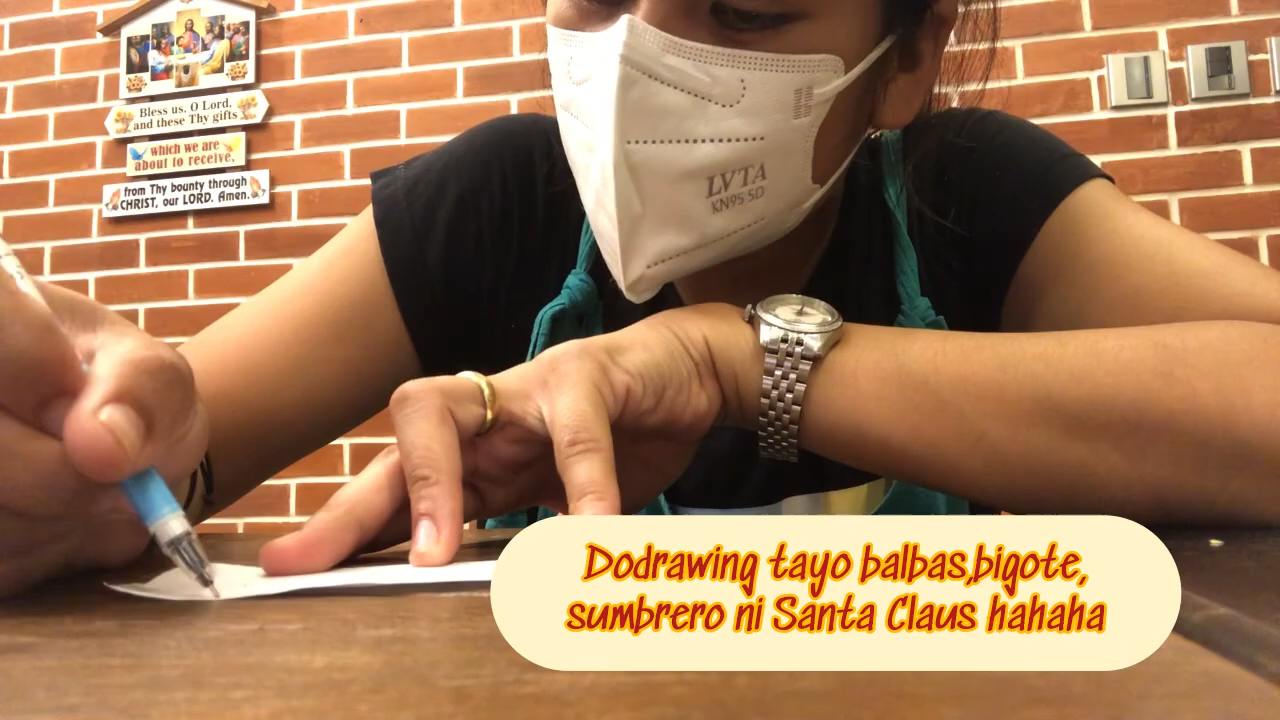 Bless us, O Lord,
and these Thy gifts
which we are
about to receive,
from Thy bounty through
CHRIST, our LORD. Amen.
LVTA
KN95 5D
Dodrawing tayo balbas,bigote,
sumbrero ni Santa Claus hahaha